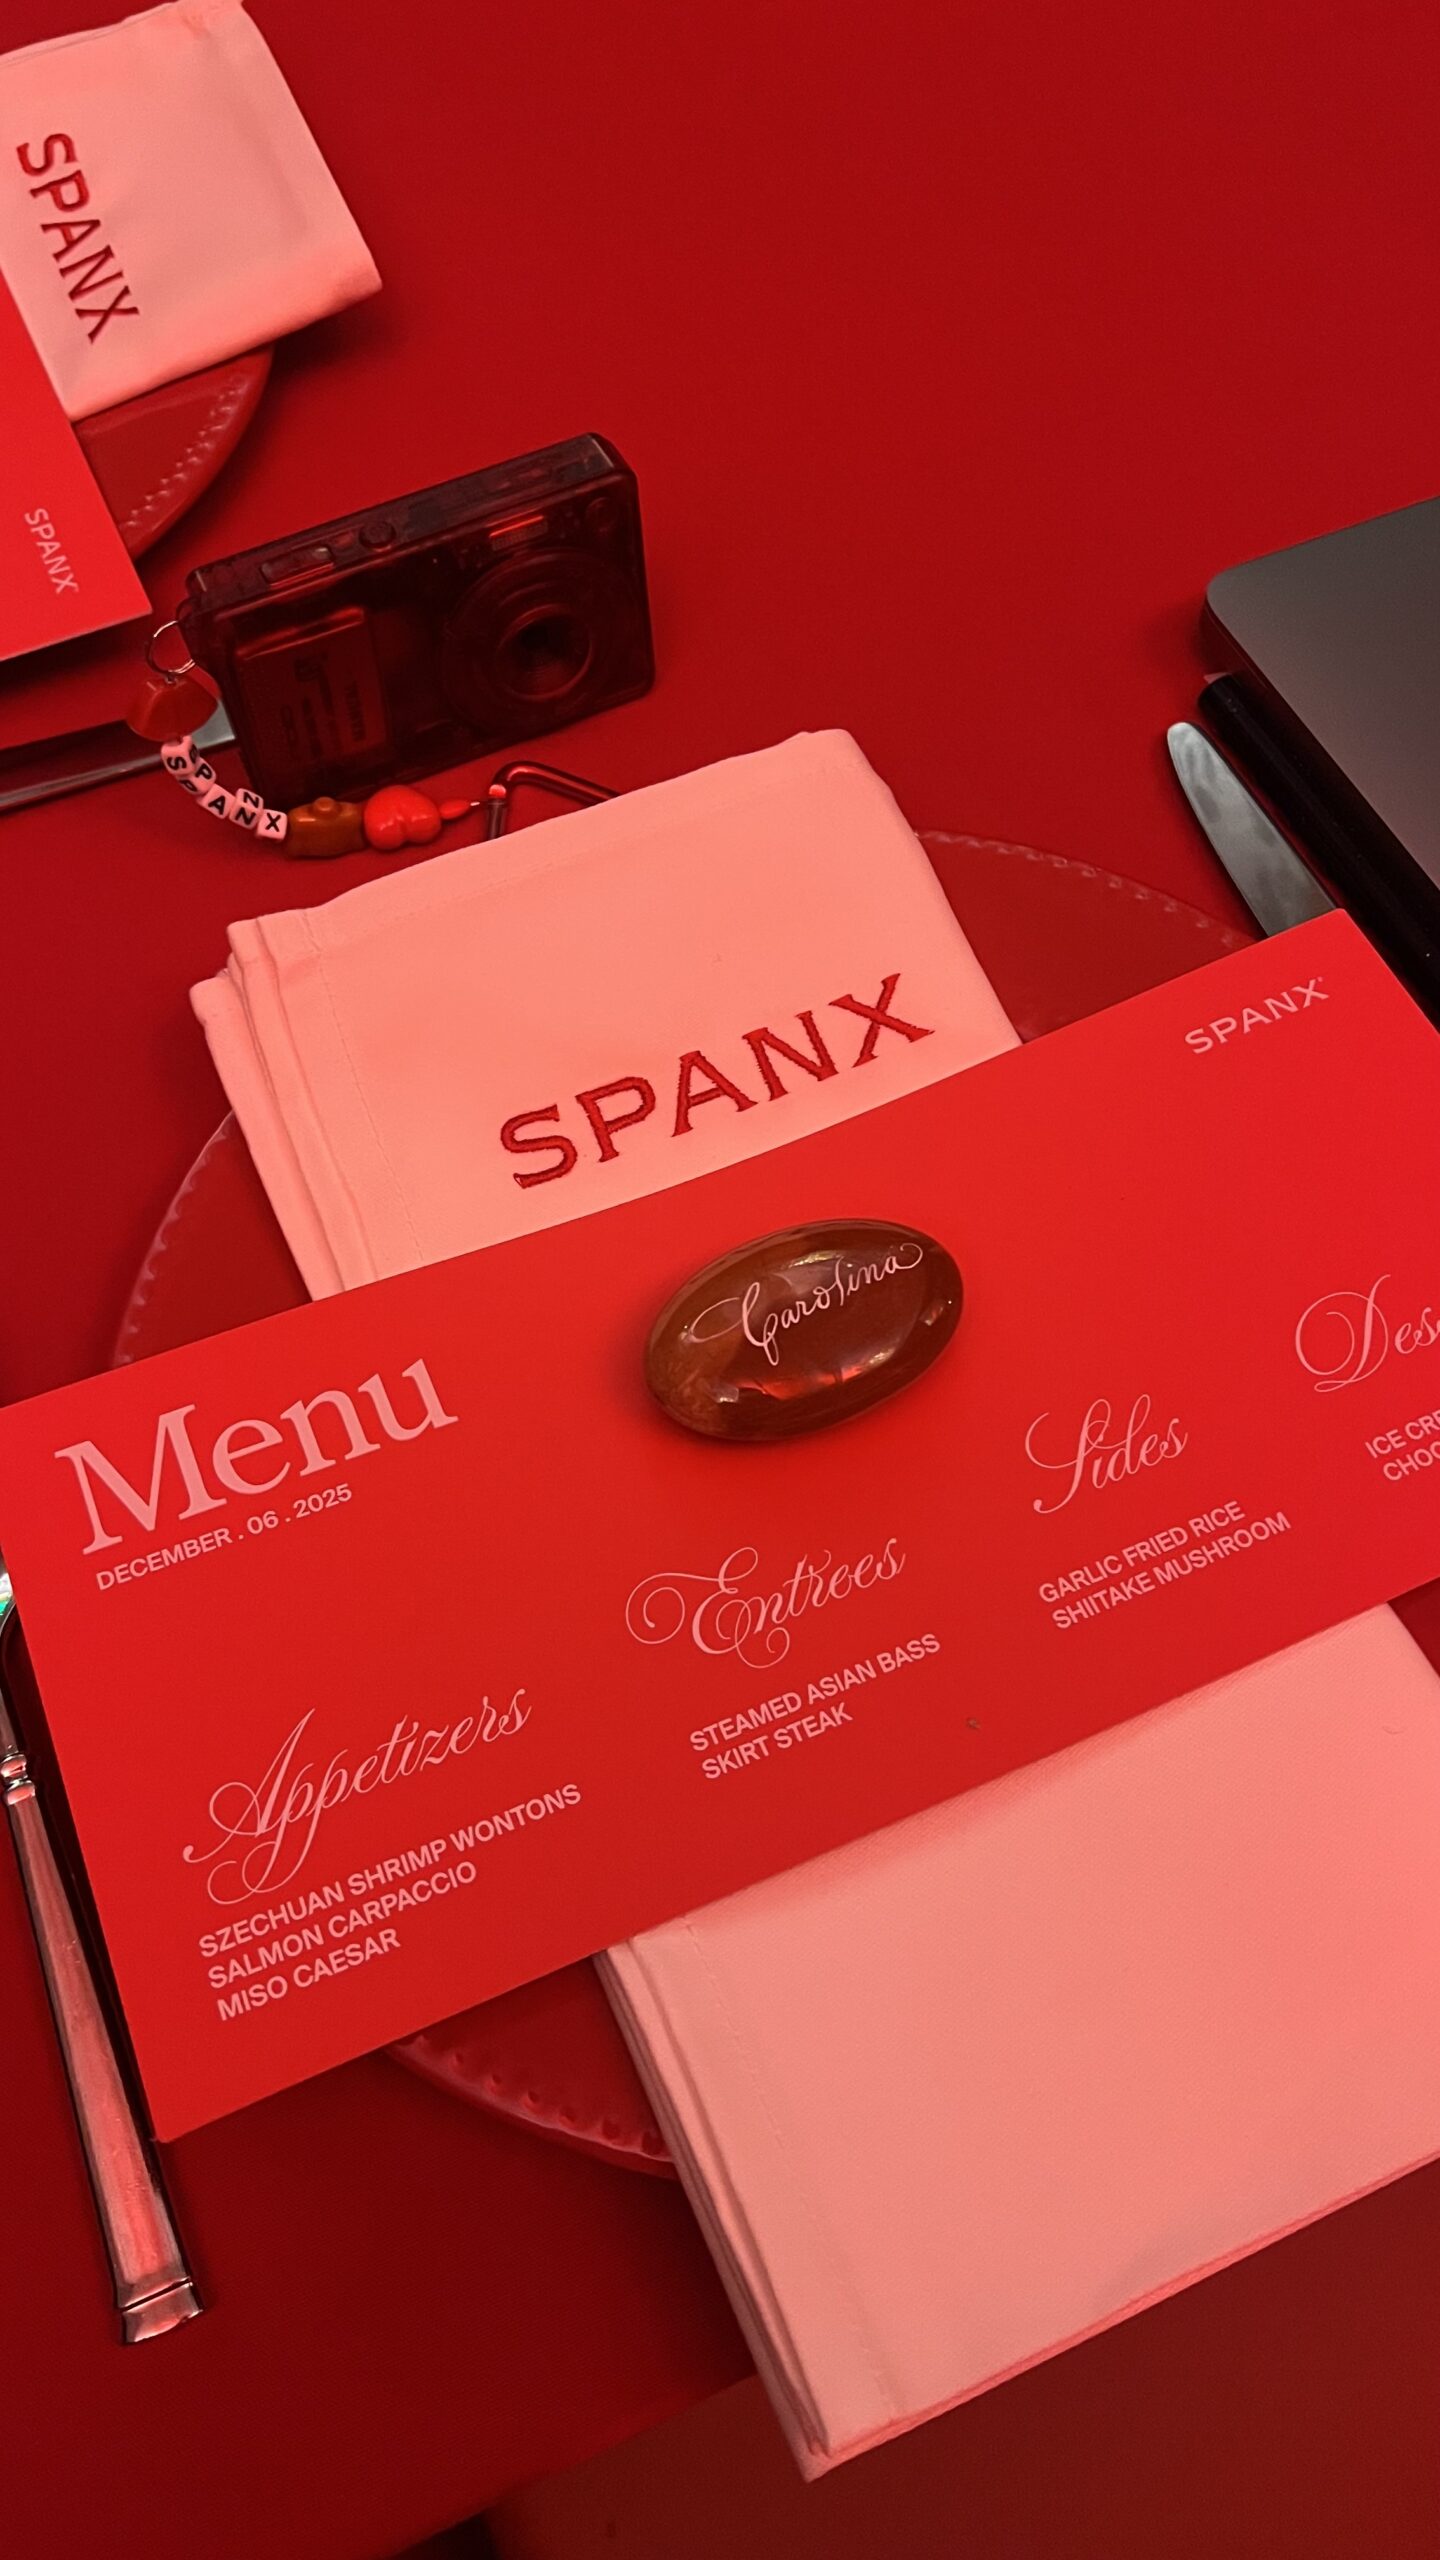 SPANX
SPANX
SPANX
SPANX
SPANX
Carolina
Menu
DECEMBER . 06 . 2025
Appetizers
SZECHUAN SHRIMP WONTONS
SALMON CARPACCIO
MISO CAESAR
Entrees
STEAMED ASIAN BASS
SKIRT STEAK
Sides
GARLIC FRIED RICE
SHIITAKE MUSHROOM
ICE